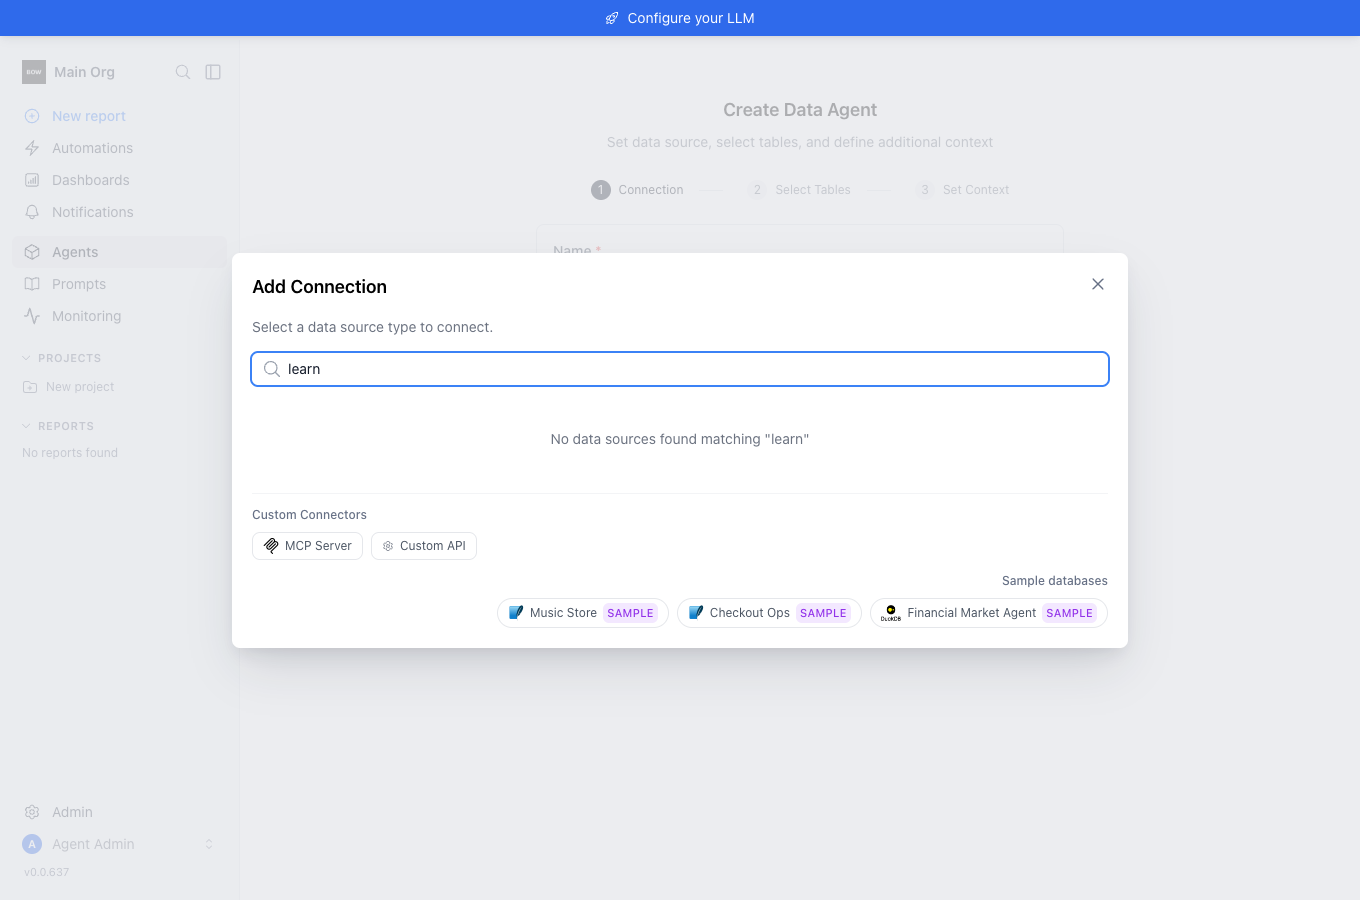 Configure your LLM
BOW Main Org
New report
Automations
Dashboards
Notifications
Agents
Prompts
Monitoring
PROJECTS
New project
REPORTS
No reports found
Admin
A Agent Admin
v0.0.637
Create Data Agent
Set data source, select tables, and define additional context
1 Connection 2 Select Tables 3 Set Context
Name *
Add Connection
Select a data source type to connect.
learn
No data sources found matching "learn"
Custom Connectors
MCP Server Custom API
Sample databases
Music Store SAMPLE Checkout Ops SAMPLE DuckDB Financial Market Agent SAMPLE